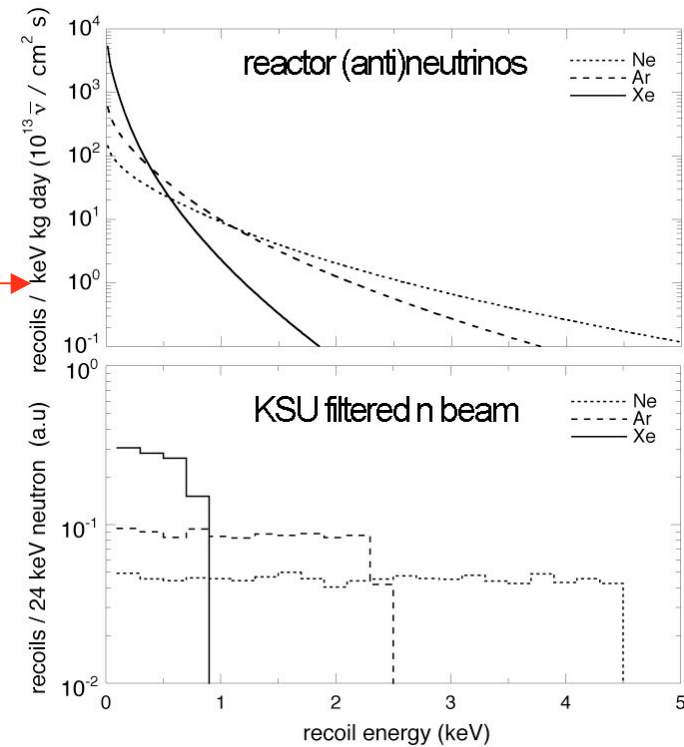 reactor (anti)neutrinos
Ne
Ar
Xe
10^4
10^3
10^2
10^1
10^0
10^-1
recoils / keV kg day (10^13 ν̄ / cm^2 s)
KSU filtered n beam
Ne
Ar
Xe
10^0
10^-1
10^-2
recoils / 24 keV neutron (a.u)
0 1 2 3 4 5
recoil energy (keV)